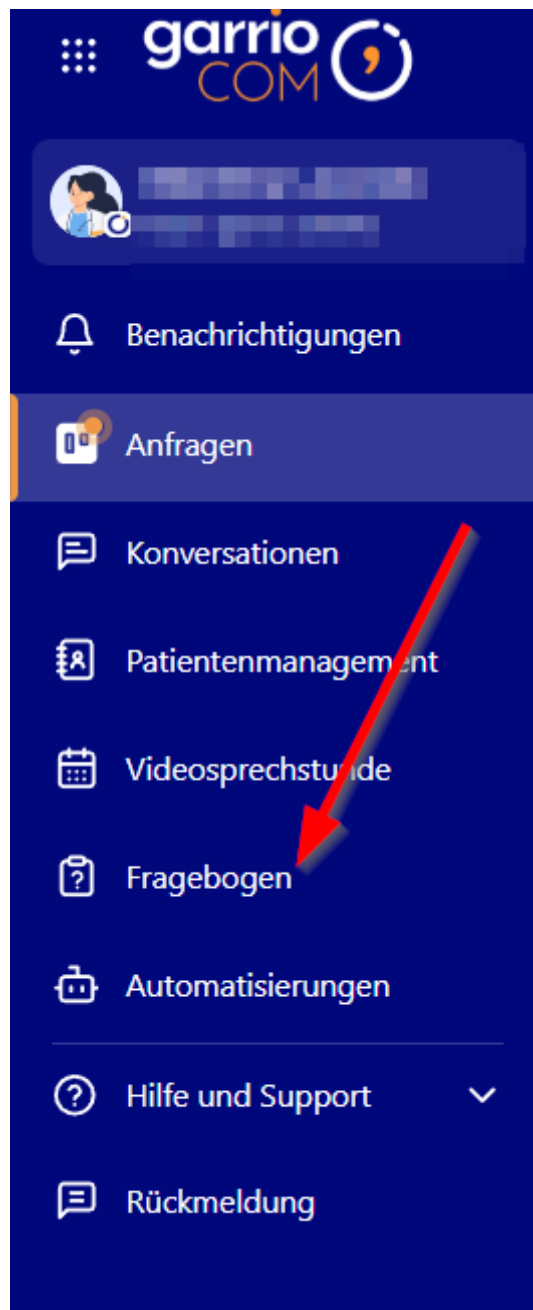 garrio
COM
Benachrichtigungen
Anfragen
Konversationen
Patientenmanagement
Videosprechstunde
Fragebogen
Automatisierungen
Hilfe und Support
Rückmeldung